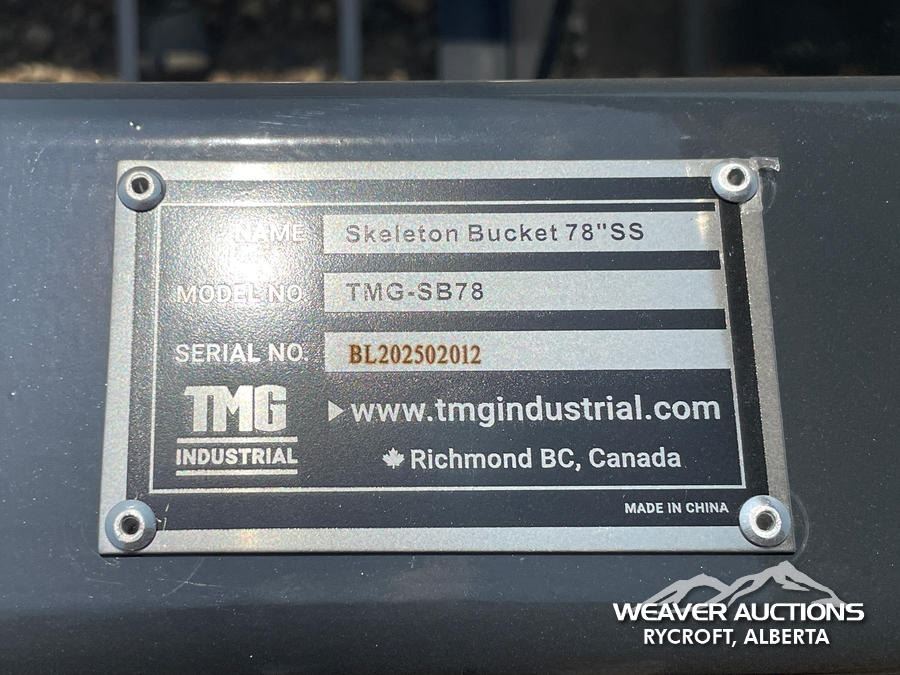 NAME Skeleton Bucket 78"SS
MODEL NO. TMG-SB78
SERIAL NO. BL202502012
TMG
INDUSTRIAL
www.tmgindustrial.com
Richmond BC, Canada
MADE IN CHINA
WEAVER AUCTIONS
RYCROFT, ALBERTA